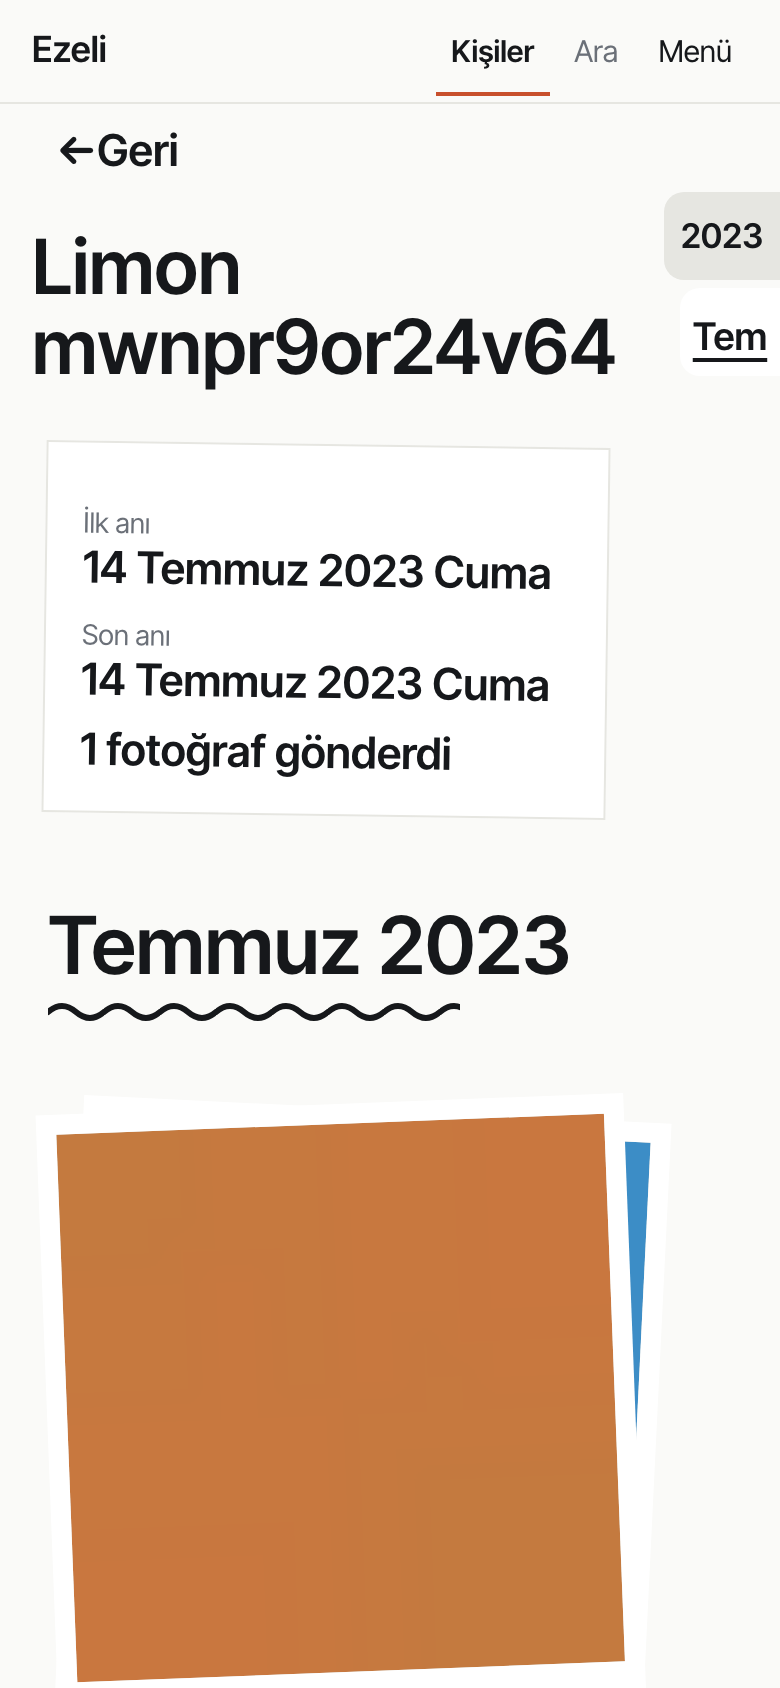 Ezeli
Kişiler
Ara
Menü
←Geri
2023
Tem
Limon
mwnpr9or24v64
İlk anı
14 Temmuz 2023 Cuma
Son anı
14 Temmuz 2023 Cuma
1 fotoğraf gönderdi
Temmuz 2023